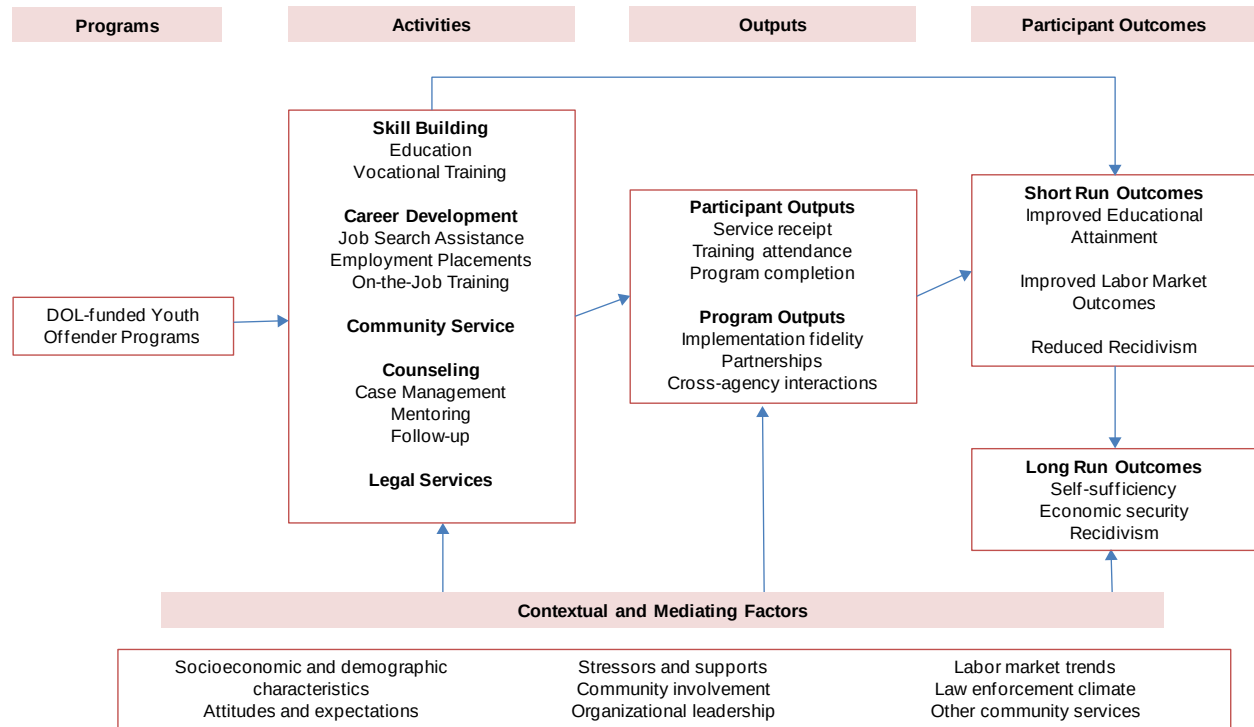 Programs
Activities
Outputs
Participant Outcomes
DOL-funded Youth
Offender Programs
Skill Building
Education
Vocational Training
Career Development
Job Search Assistance
Employment Placements
On-the-Job Training
Community Service
Counseling
Case Management
Mentoring
Follow-up
Legal Services
Participant Outputs
Service receipt
Training attendance
Program completion
Program Outputs
Implementation fidelity
Partnerships
Cross-agency interactions
Short Run Outcomes
Improved Educational
Attainment
Improved Labor Market
Outcomes
Reduced Recidivism
Long Run Outcomes
Self-sufficiency
Economic security
Recidivism
Contextual and Mediating Factors
Socioeconomic and demographic
characteristics
Attitudes and expectations
Stressors and supports
Community involvement
Organizational leadership
Labor market trends
Law enforcement climate
Other community services